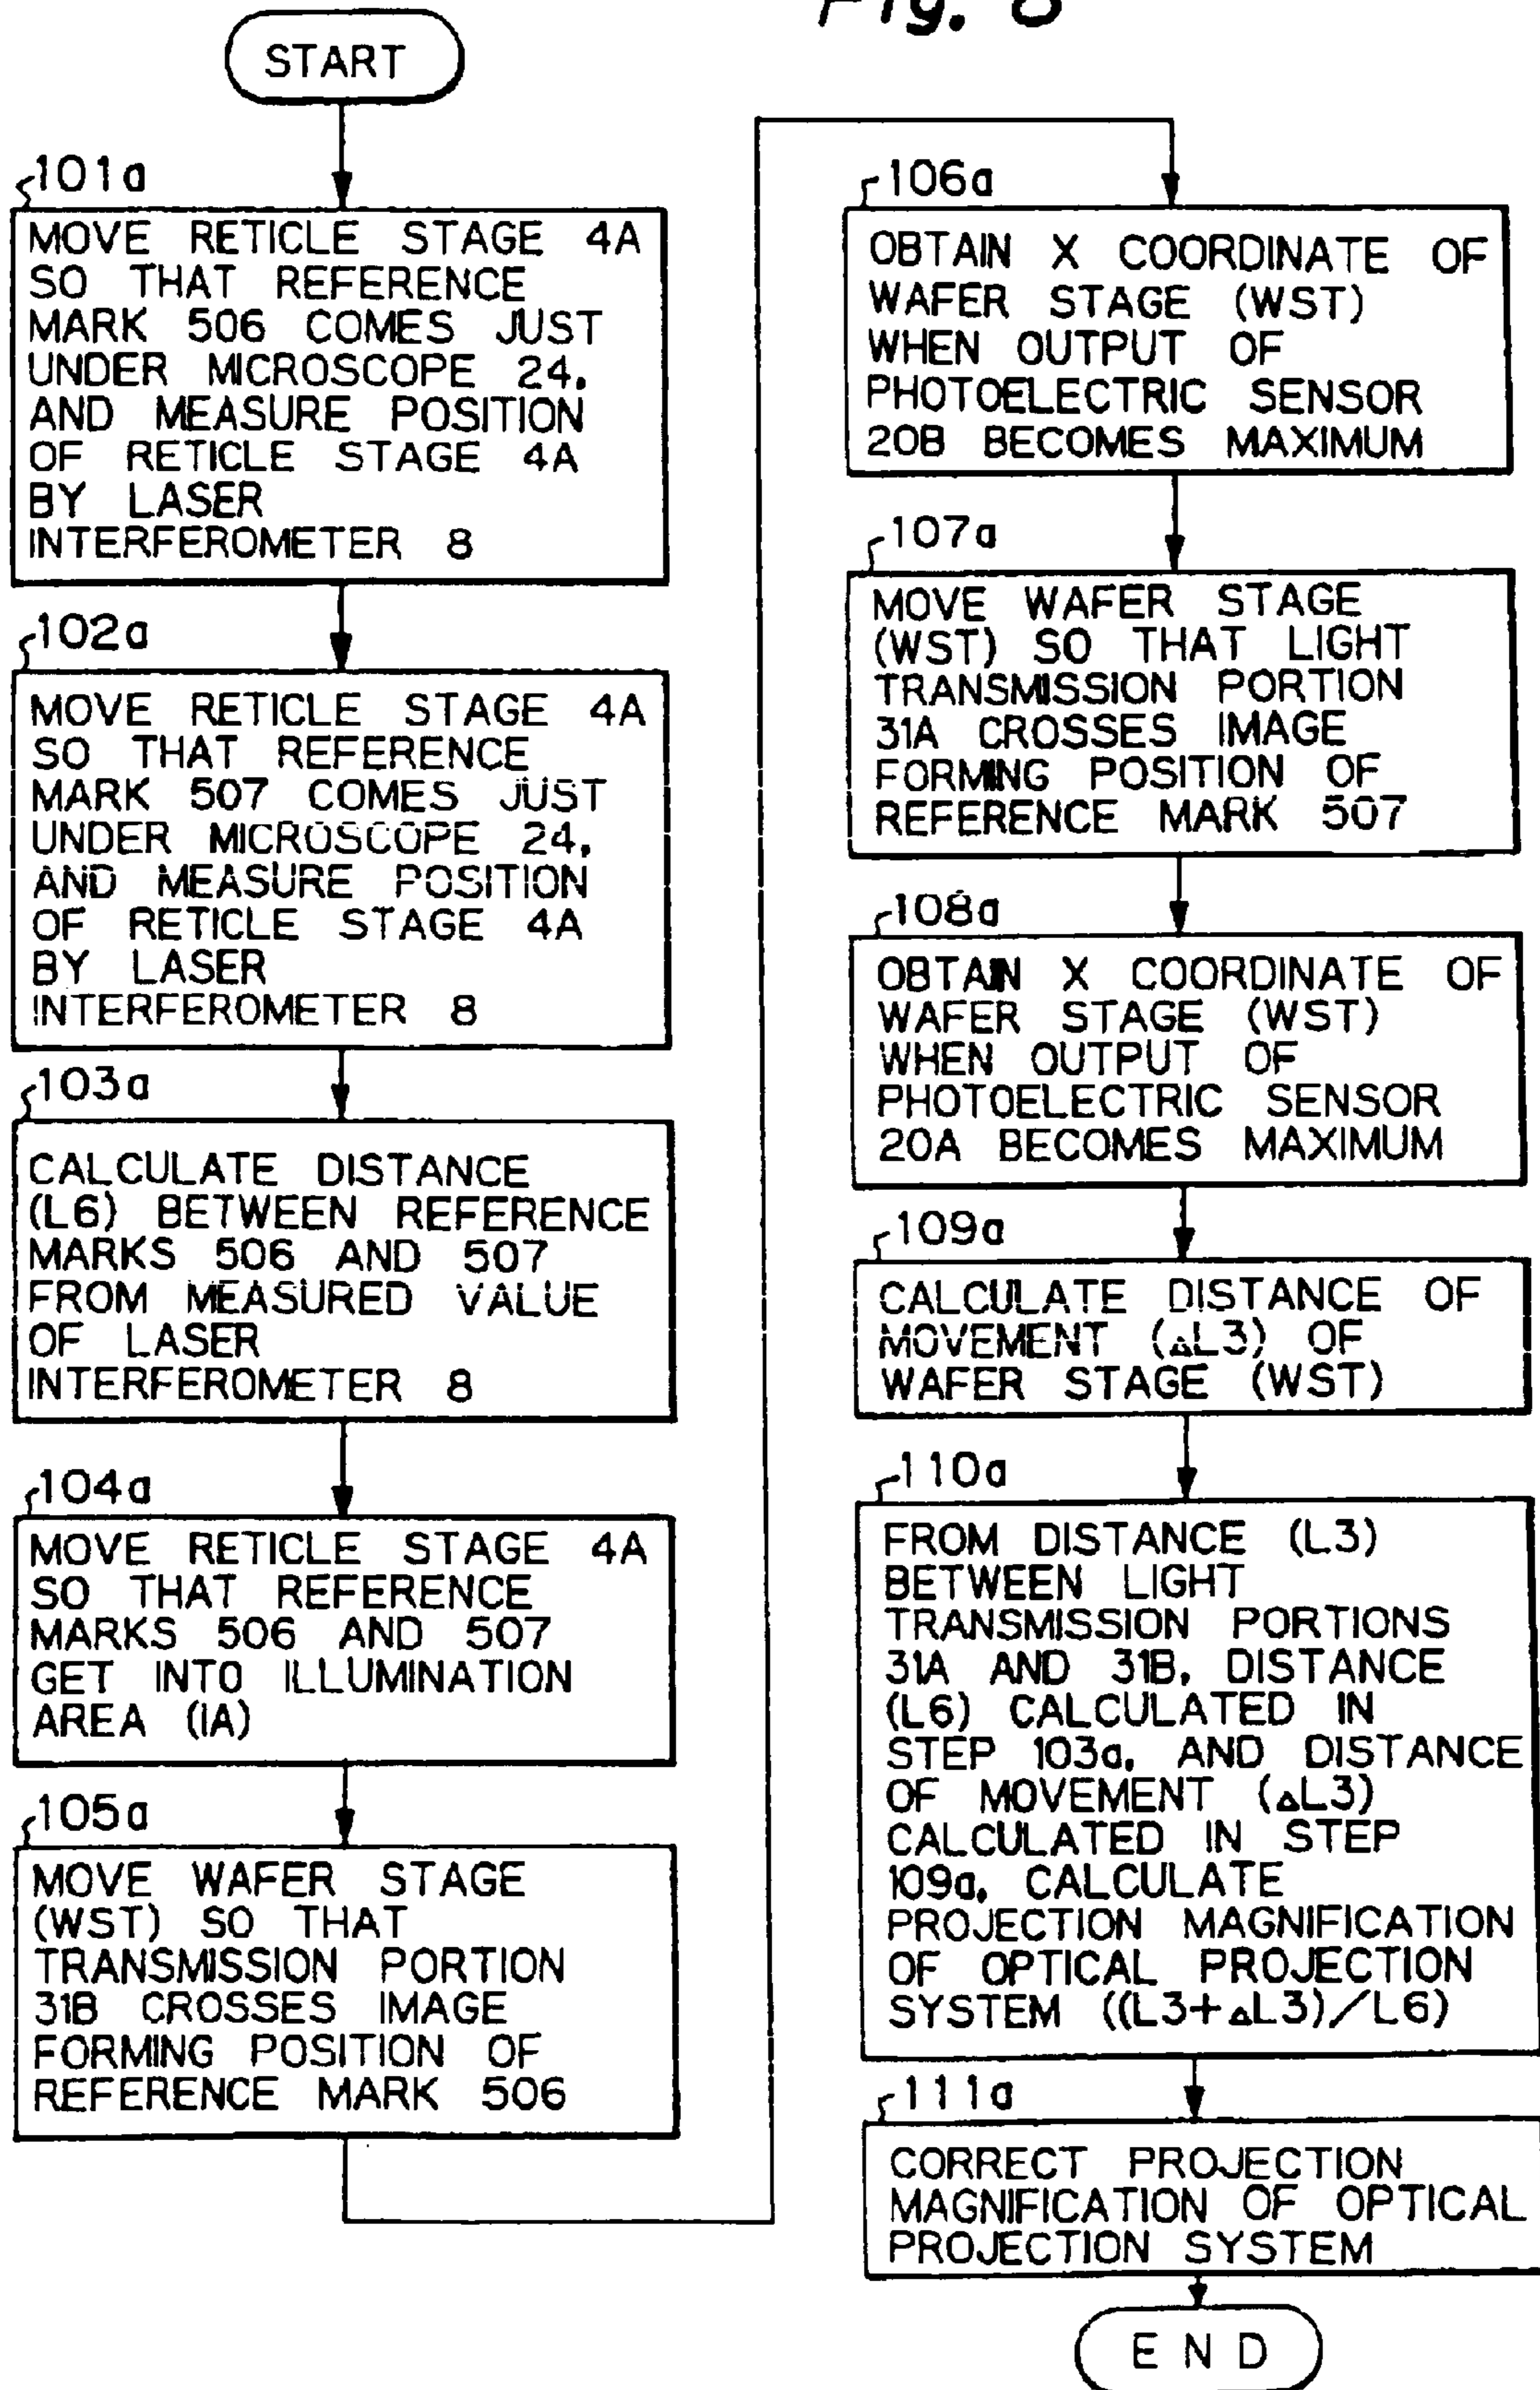 Fig. 8
START
101a
MOVE RETICLE STAGE 4A
SO THAT REFERENCE
MARK 506 COMES JUST
UNDER MICROSCOPE 24,
AND MEASURE POSITION
OF RETICLE STAGE 4A
BY LASER
INTERFEROMETER 8
102a
MOVE RETICLE STAGE 4A
SO THAT REFERENCE
MARK 507 COMES JUST
UNDER MICROSCOPE 24,
AND MEASURE POSITION
OF RETICLE STAGE 4A
BY LASER
INTERFEROMETER 8
103a
CALCULATE DISTANCE
(L6) BETWEEN REFERENCE
MARKS 506 AND 507
FROM MEASURED VALUE
OF LASER
INTERFEROMETER 8
104a
MOVE RETICLE STAGE 4A
SO THAT REFERENCE
MARKS 506 AND 507
GET INTO ILLUMINATION
AREA (IA)
105a
MOVE WAFER STAGE
(WST) SO THAT
TRANSMISSION PORTION
31B CROSSES IMAGE
FORMING POSITION OF
REFERENCE MARK 506
106a
OBTAIN X COORDINATE OF
WAFER STAGE (WST)
WHEN OUTPUT OF
PHOTOELECTRIC SENSOR
20B BECOMES MAXIMUM
107a
MOVE WAFER STAGE
(WST) SO THAT LIGHT
TRANSMISSION PORTION
31A CROSSES IMAGE
FORMING POSITION OF
REFERENCE MARK 507
108a
OBTAIN X COORDINATE OF
WAFER STAGE (WST)
WHEN OUTPUT OF
PHOTOELECTRIC SENSOR
20A BECOMES MAXIMUM
109a
CALCULATE DISTANCE OF
MOVEMENT (△L3) OF
WAFER STAGE (WST)
110a
FROM DISTANCE (L3)
BETWEEN LIGHT
TRANSMISSION PORTIONS
31A AND 31B, DISTANCE
(L6) CALCULATED IN
STEP 103a, AND DISTANCE
OF MOVEMENT (△L3)
CALCULATED IN STEP
109a, CALCULATE
PROJECTION MAGNIFICATION
OF OPTICAL PROJECTION
SYSTEM ((L3+△L3)/L6)
111a
CORRECT PROJECTION
MAGNIFICATION OF OPTICAL
PROJECTION SYSTEM
END